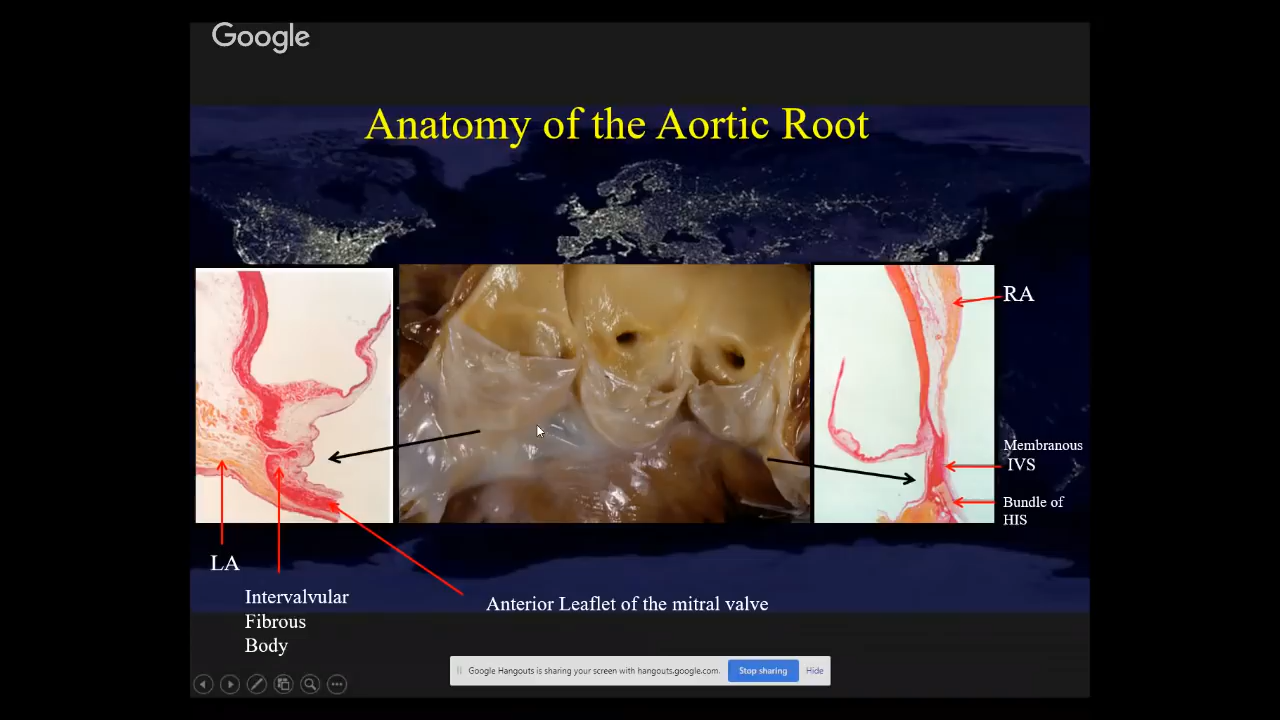 Google
Anatomy of the Aortic Root
RA
Membranous
IVS
Bundle of
HIS
LA
Intervalvular
Fibrous
Body
Anterior Leaflet of the mitral valve
Google Hangouts is sharing your screen with hangouts.google.com.
Stop sharing
Hide